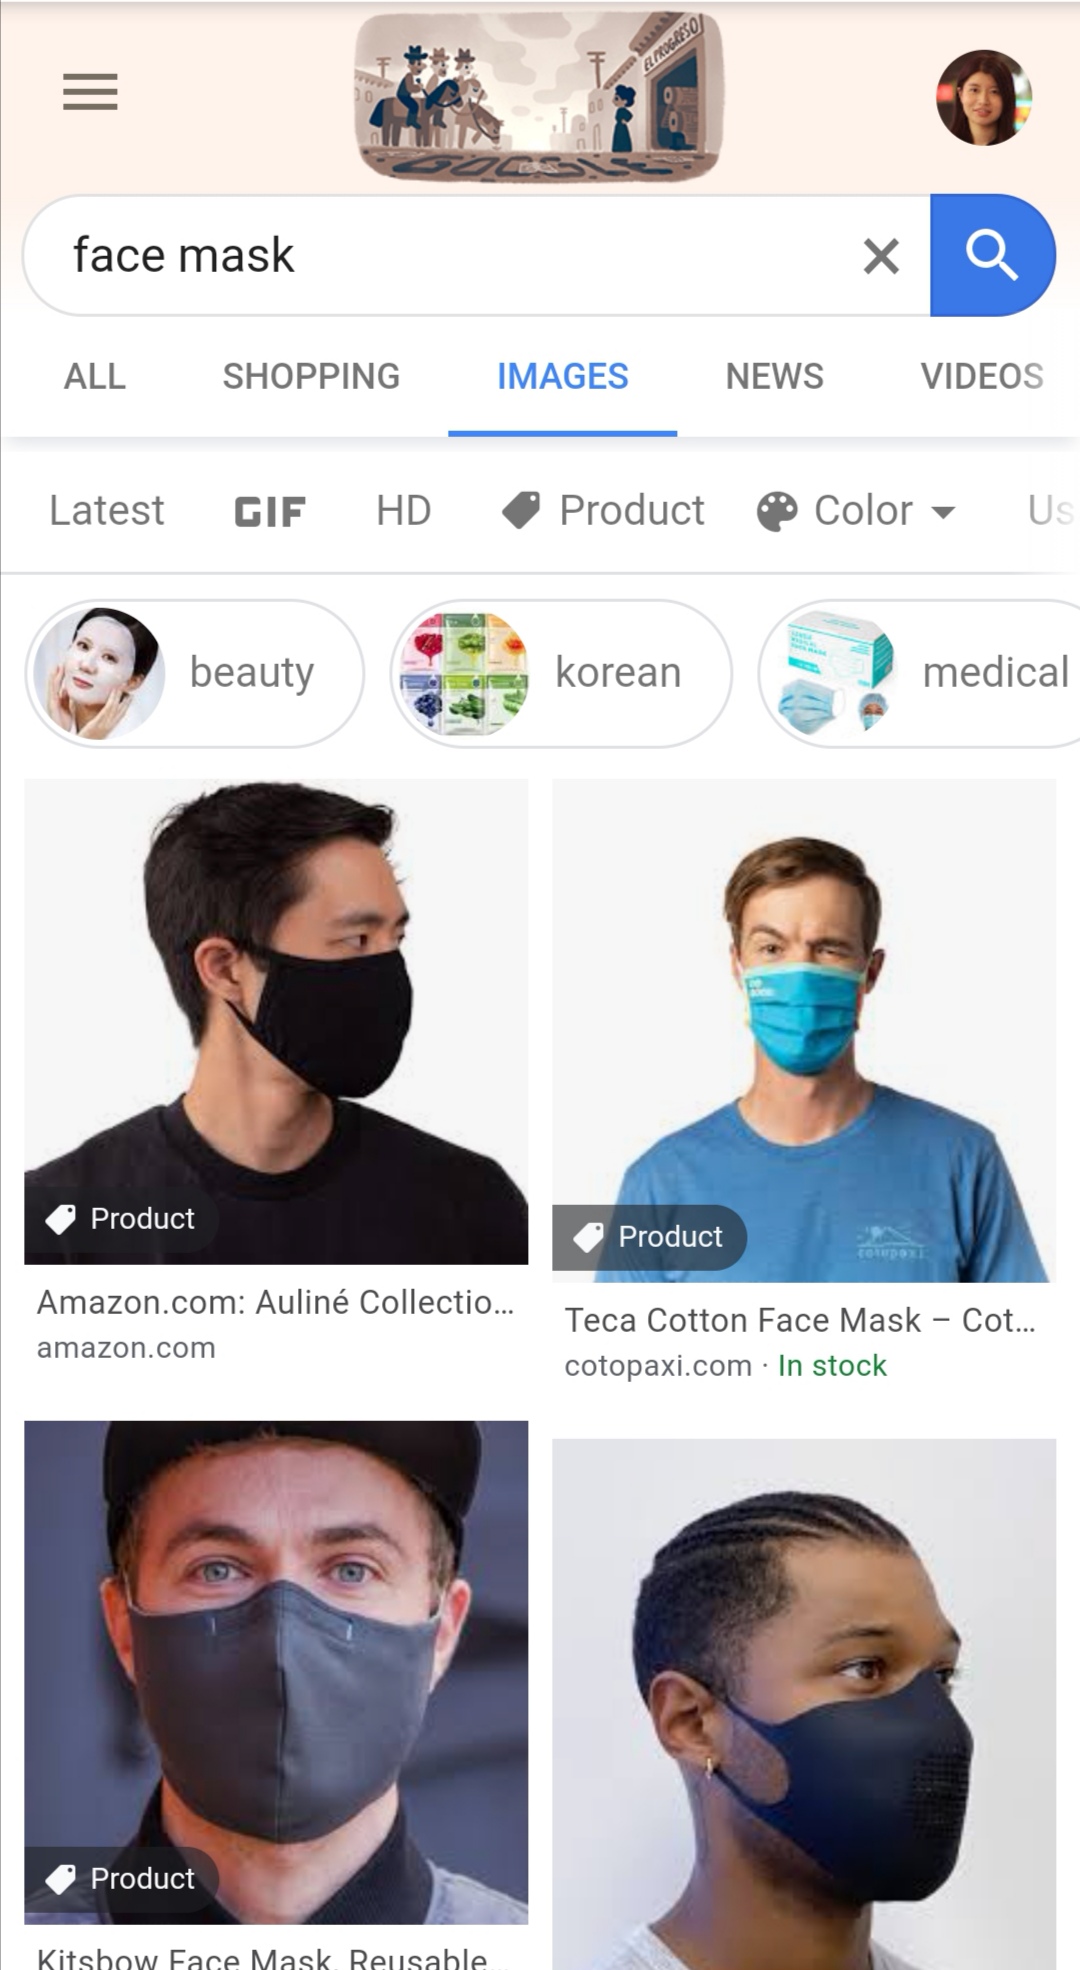 EL PROGRESO
GOOGLE
face mask
ALL SHOPPING IMAGES NEWS VIDEOS
Latest GIF HD Product Color Us
beauty korean medical
Product
Product
Amazon.com: Auliné Collectio...
amazon.com
Teca Cotton Face Mask – Cot...
cotopaxi.com · In stock
Product
Kitsbow Face Mask, Reusable...